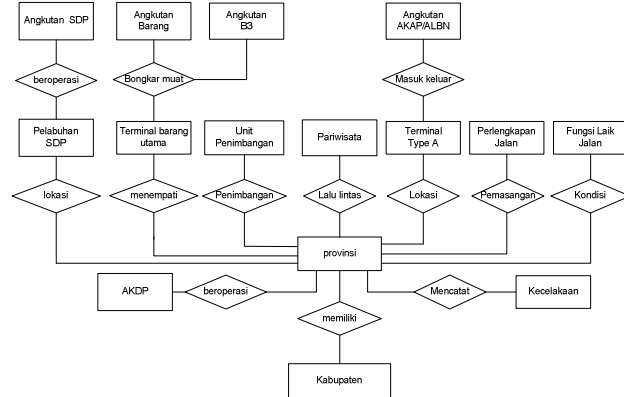 Angkutan SDP
Angkutan
Barang
Angkutan
B3
Angkutan
AKAP/ALBN
beroperasi
Bongkar muat
Masuk keluar
Pelabuhan
SDP
Terminal barang
utama
Unit
Penimbangan
Pariwisata
Terminal
Type A
Perlengkapan
Jalan
Fungsi Laik
Jalan
lokasi
menempati
Penimbangan
Lalu lintas
Lokasi
Pemasangan
Kondisi
provinsi
AKDP
beroperasi
Mencatat
Kecelakaan
memiliki
Kabupaten